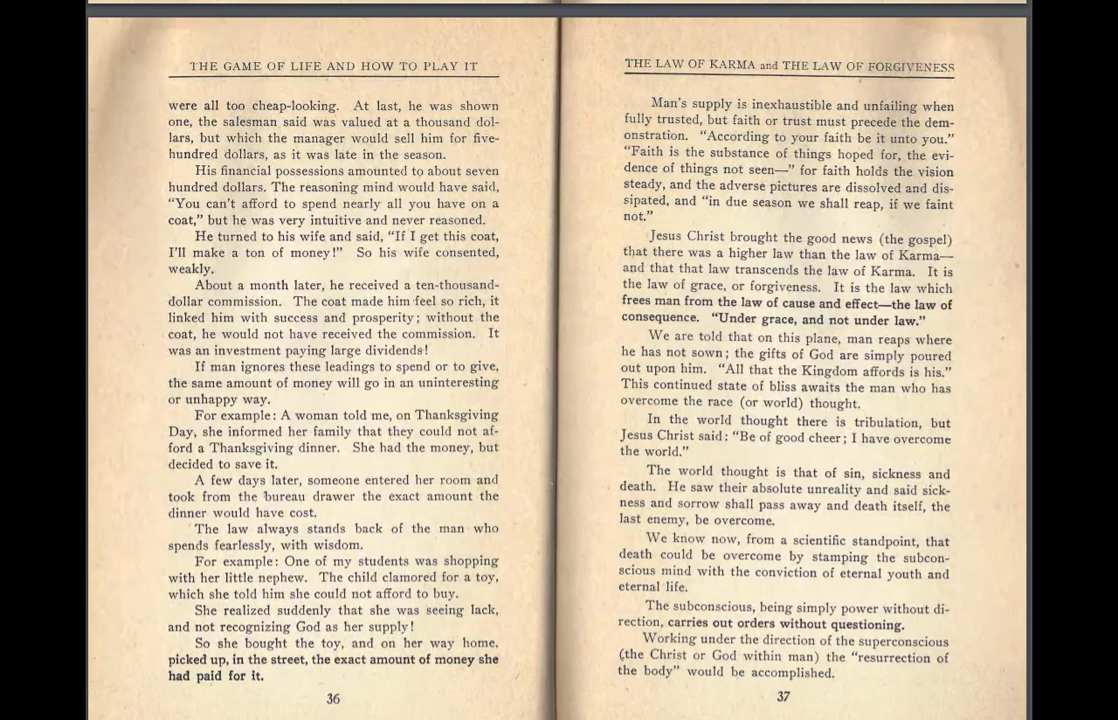 THE GAME OF LIFE AND HOW TO PLAY IT
were all too cheap-looking. At last, he was shown
one, the salesman said was valued at a thousand dol-
lars, but which the manager would sell him for five-
hundred dollars, as it was late in the season.
His financial possessions amounted to about seven
hundred dollars. The reasoning mind would have said,
“You can’t afford to spend nearly all you have on a
coat,” but he was very intuitive and never reasoned.
He turned to his wife and said, “If I get this coat,
I’ll make a ton of money!” So his wife consented,
weakly.
About a month later, he received a ten-thousand-
dollar commission. The coat made him feel so rich, it
linked him with success and prosperity; without the
coat, he would not have received the commission. It
was an investment paying large dividends!
If man ignores these leadings to spend or to give,
the same amount of money will go in an uninteresting
or unhappy way.
For example: A woman told me, on Thanksgiving
Day, she informed her family that they could not af-
ford a Thanksgiving dinner. She had the money, but
decided to save it.
A few days later, someone entered her room and
took from the bureau drawer the exact amount the
dinner would have cost.
The law always stands back of the man who
spends fearlessly, with wisdom.
For example: One of my students was shopping
with her little nephew. The child clamored for a toy,
which she told him she could not afford to buy.
She realized suddenly that she was seeing lack,
and not recognizing God as her supply!
So she bought the toy, and on her way home,
picked up, in the street, the exact amount of money she
had paid for it.
36
THE LAW OF KARMA and THE LAW OF FORGIVENESS
Man’s supply is inexhaustible and unfailing when
fully trusted, but faith or trust must precede the dem-
onstration. “According to your faith be it unto you.”
“Faith is the substance of things hoped for, the evi-
dence of things not seen—” for faith holds the vision
steady, and the adverse pictures are dissolved and dis-
sipated, and “in due season we shall reap, if we faint
not.”
Jesus Christ brought the good news (the gospel)
that there was a higher law than the law of Karma—
and that that law transcends the law of Karma. It is
the law of grace, or forgiveness. It is the law which
frees man from the law of cause and effect—the law of
consequence. “Under grace, and not under law.”
We are told that on this plane, man reaps where
he has not sown; the gifts of God are simply poured
out upon him. “All that the Kingdom affords is his.”
This continued state of bliss awaits the man who has
overcome the race (or world) thought.
In the world thought there is tribulation, but
Jesus Christ said: “Be of good cheer; I have overcome
the world.”
The world thought is that of sin, sickness and
death. He saw their absolute unreality and said sick-
ness and sorrow shall pass away and death itself, the
last enemy, be overcome.
We know now, from a scientific standpoint, that
death could be overcome by stamping the subcon-
scious mind with the conviction of eternal youth and
eternal life.
The subconscious, being simply power without di-
rection, carries out orders without questioning.
Working under the direction of the superconscious
(the Christ or God within man) the “resurrection of
the body” would be accomplished.
37